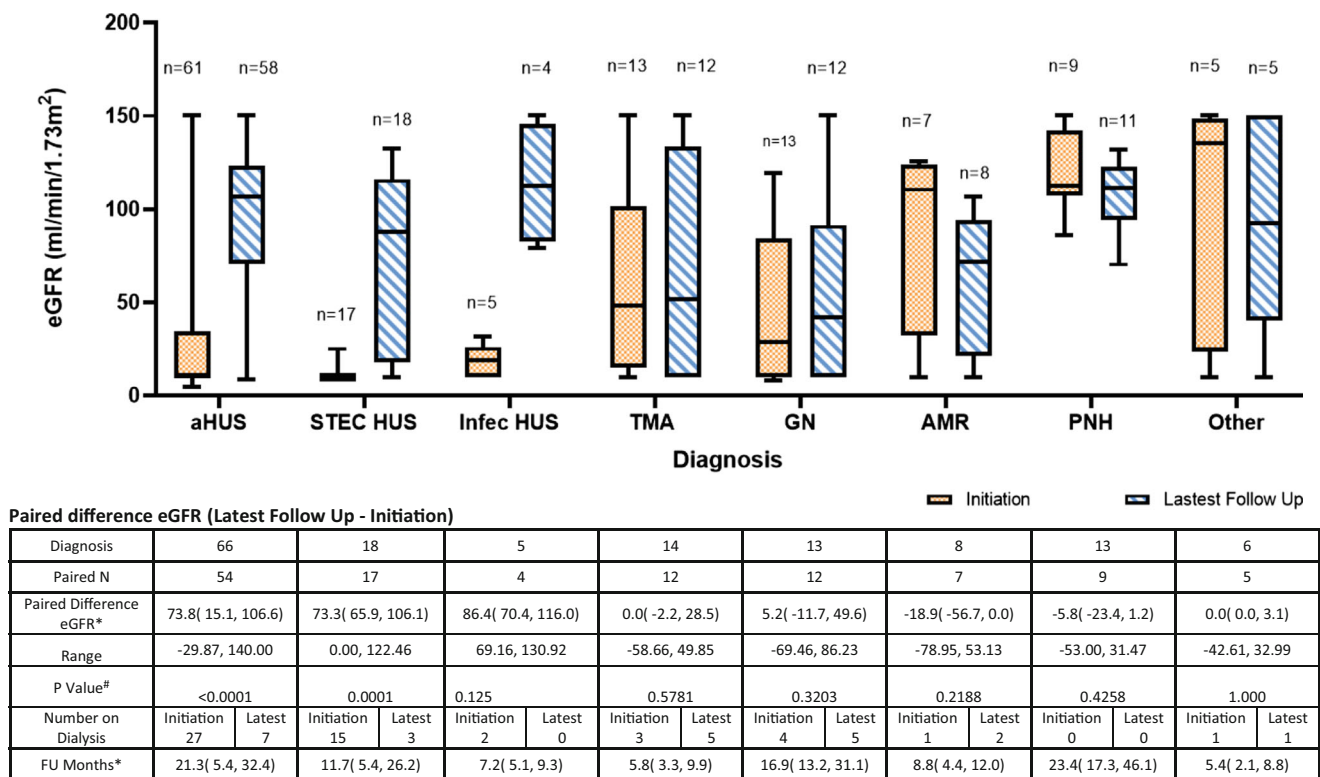 200
150
100
50
0
eGFR (ml/min/1.73m²)
n=61 n=58 n=17 n=18 n=5 n=4 n=13 n=12 n=13 n=12 n=7 n=8 n=9 n=11 n=5 n=5
aHUS STEC HUS Infec HUS TMA GN AMR PNH Other
Diagnosis
Initiation Lastest Follow Up
Paired difference eGFR (Latest Follow Up - Initiation)
Diagnosis 66 18 5 14 13 8 13 6
Paired N 54 17 4 12 12 7 9 5
Paired Difference
eGFR* 73.8( 15.1, 106.6) 73.3( 65.9, 106.1) 86.4( 70.4, 116.0) 0.0( -2.2, 28.5) 5.2( -11.7, 49.6) -18.9( -56.7, 0.0) -5.8( -23.4, 1.2) 0.0( 0.0, 3.1)
Range -29.87, 140.00 0.00, 122.46 69.16, 130.92 -58.66, 49.85 -69.46, 86.23 -78.95, 53.13 -53.00, 31.47 -42.61, 32.99
P Value# <0.0001 0.0001 0.125 0.5781 0.3203 0.2188 0.4258 1.000
Number on Initiation Latest Initiation Latest Initiation Latest Initiation Latest Initiation Latest Initiation Latest Initiation Latest Initiation Latest
Dialysis 27 7 15 3 2 0 3 5 4 5 1 2 0 0 1 1
FU Months* 21.3( 5.4, 32.4) 11.7( 5.4, 26.2) 7.2( 5.1, 9.3) 5.8( 3.3, 9.9) 16.9( 13.2, 31.1) 8.8( 4.4, 12.0) 23.4( 17.3, 46.1) 5.4( 2.1, 8.8)